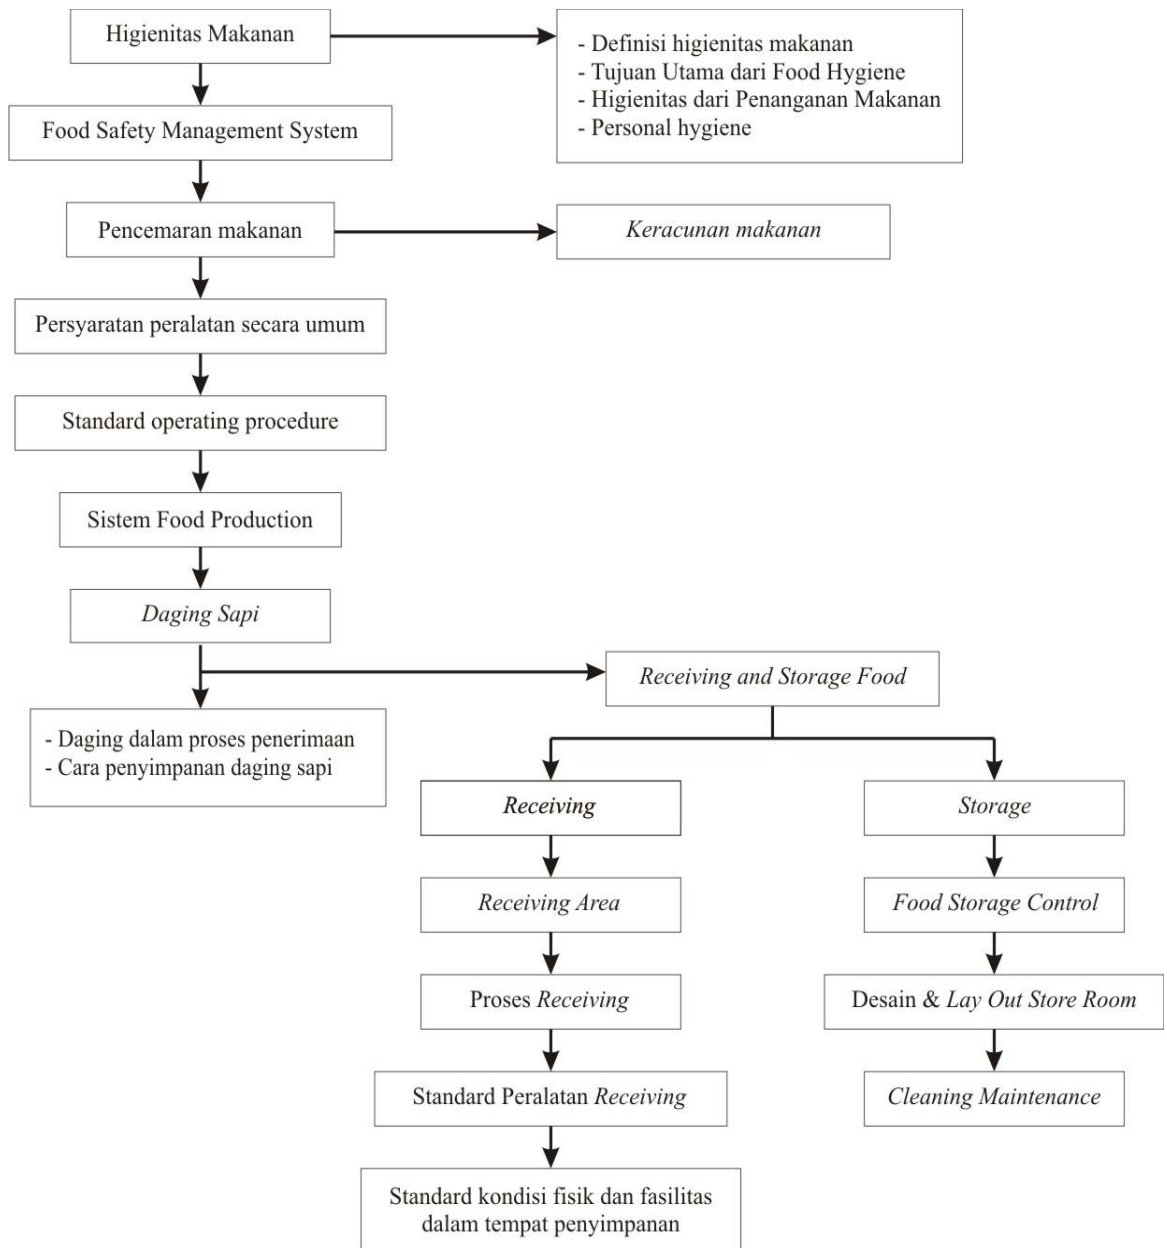 Higienitas Makanan
- Definisi higienitas makanan
- Tujuan Utama dari Food Hygiene
- Higienitas dari Penanganan Makanan
- Personal hygiene
Food Safety Management System
Pencemaran makanan
Keracunan makanan
Persyaratan peralatan secara umum
Standard operating procedure
Sistem Food Production
Daging Sapi
Receiving and Storage Food
- Daging dalam proses penerimaan
- Cara penyimpanan daging sapi
Receiving
Storage
Receiving Area
Food Storage Control
Proses Receiving
Desain & Lay Out Store Room
Standard Peralatan Receiving
Cleaning Maintenance
Standard kondisi fisik dan fasilitas
dalam tempat penyimpanan